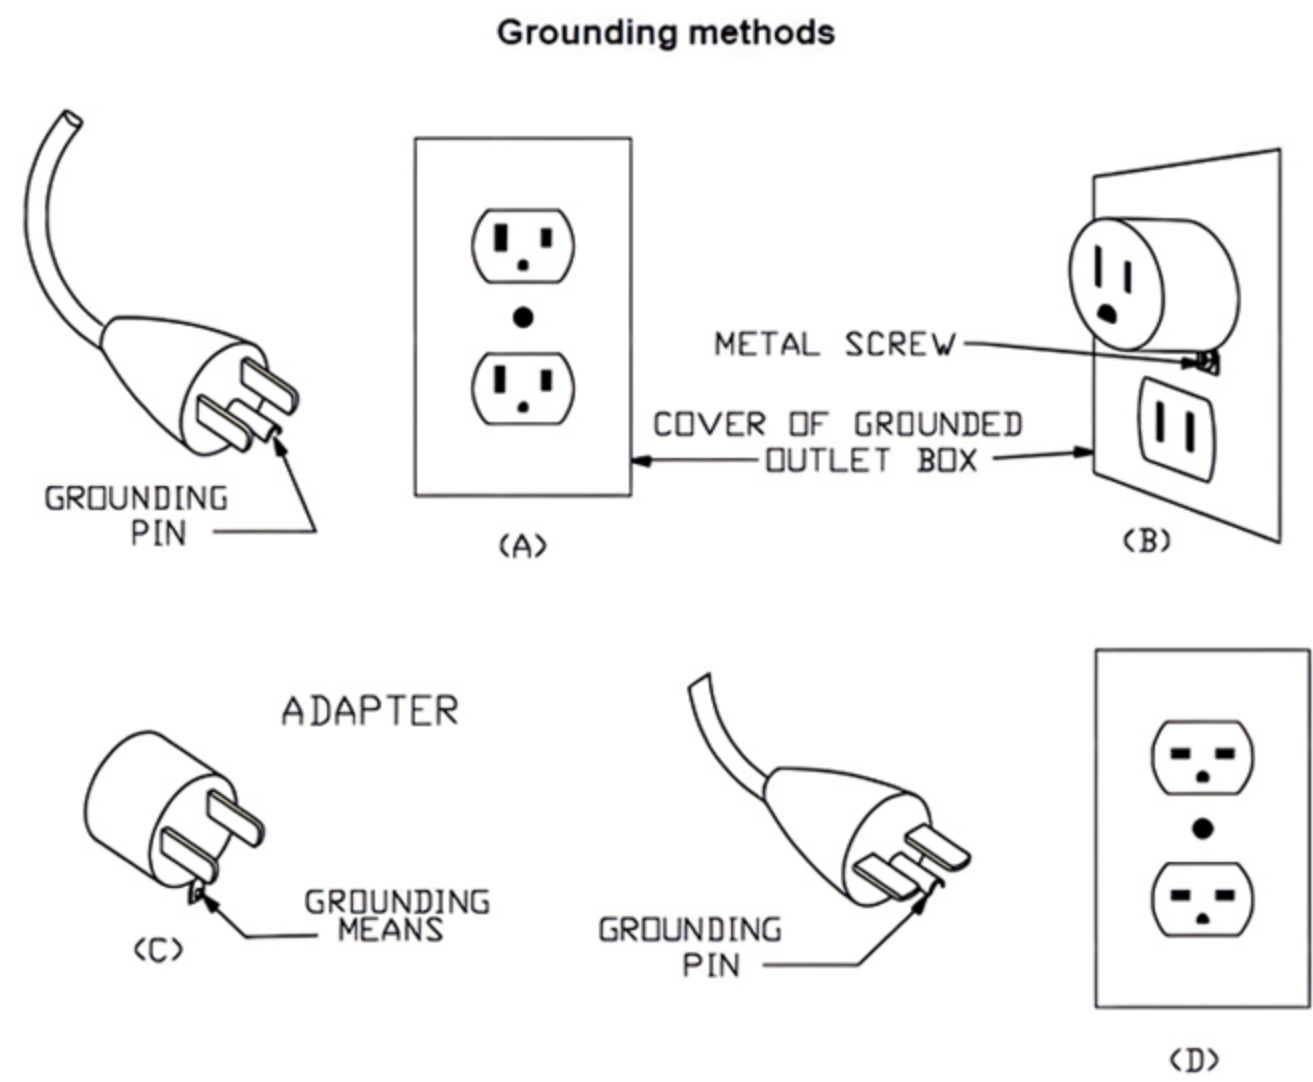 Grounding methods
METAL SCREW
COVER OF GROUNDED
OUTLET BOX
GROUNDING
PIN
(A)
(B)
ADAPTER
GROUNDING
MEANS
(C)
GROUNDING
PIN
(D)